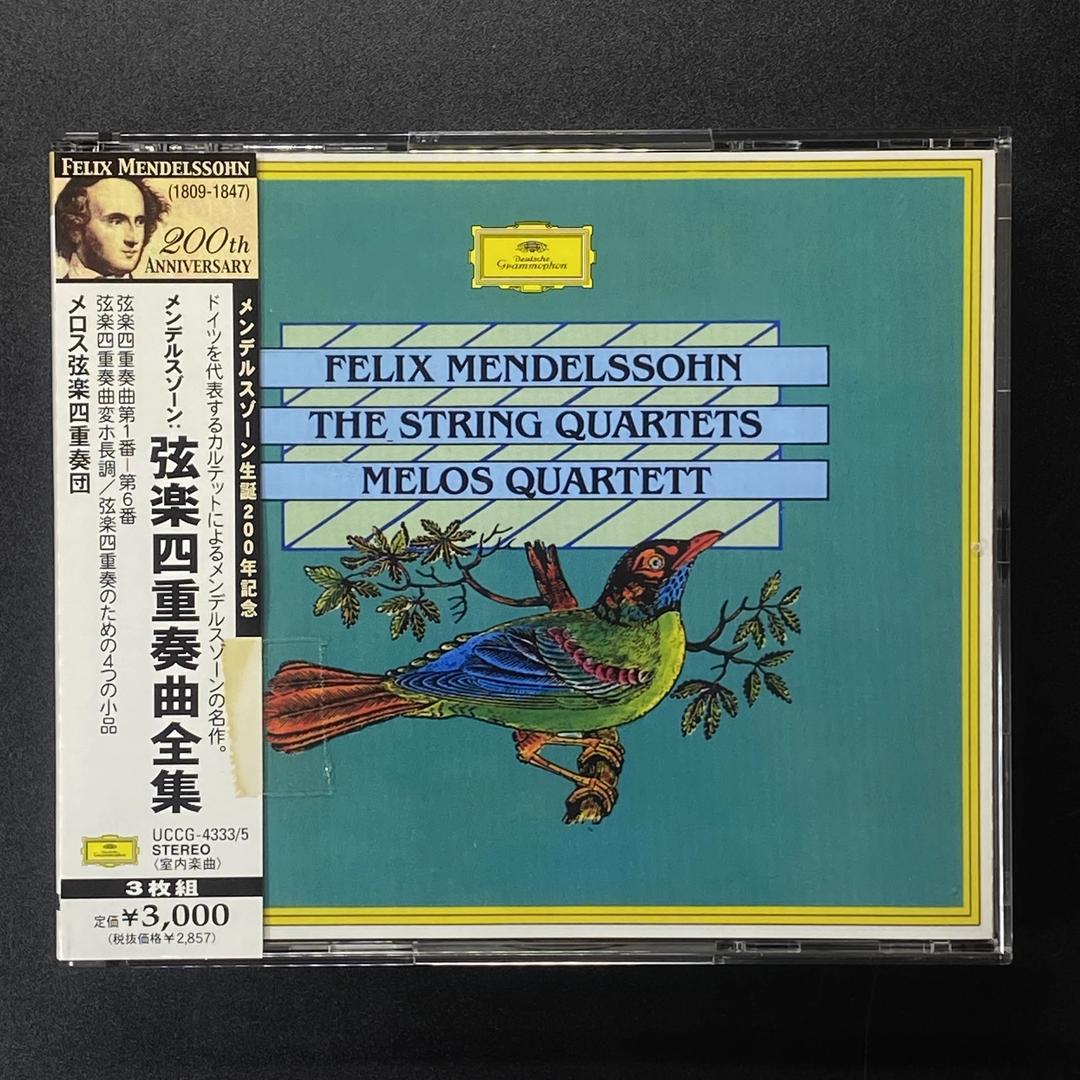 FELIX MENDELSSOHN
(1809-1847)
200th
ANNIVERSARY
メンデルスゾーン生誕200年記念
ドイツを代表するカルテットによるメンデルスゾーンの名作。
メンデルスゾーン:
弦楽四重奏曲全集
弦楽四重奏曲第1番―第6番
弦楽四重奏曲変ホ長調/弦楽四重奏のための4つの小品
メロス弦楽四重奏団
UCCG-4333/5
STEREO
〈室内楽曲〉
3枚組
定価¥3,000
(税抜価格¥2,857)
Deutsche
Grammophon
FELIX MENDELSSOHN
THE STRING QUARTETS
MELOS QUARTETT